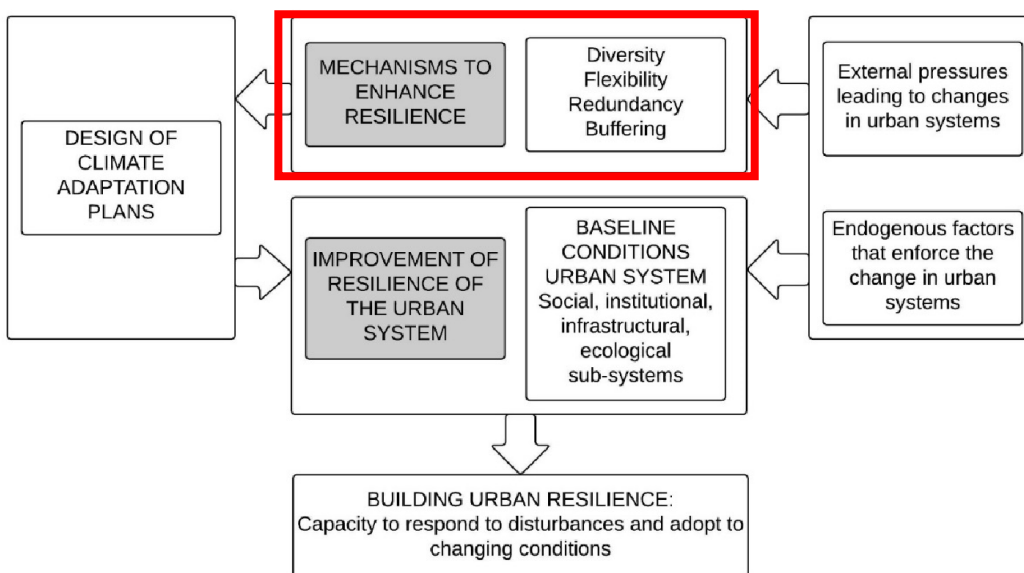 DESIGN OF
CLIMATE
ADAPTATION
PLANS
MECHANISMS TO
ENHANCE
RESILIENCE
Diversity
Flexibility
Redundancy
Buffering
External pressures
leading to changes
in urban systems
IMPROVEMENT OF
RESILIENCE OF
THE URBAN
SYSTEM
BASELINE
CONDITIONS
URBAN SYSTEM
Social, institutional,
infrastructural,
ecological
sub-systems
Endogenous factors
that enforce the
change in urban
systems
BUILDING URBAN RESILIENCE:
Capacity to respond to disturbances and adopt to
changing conditions